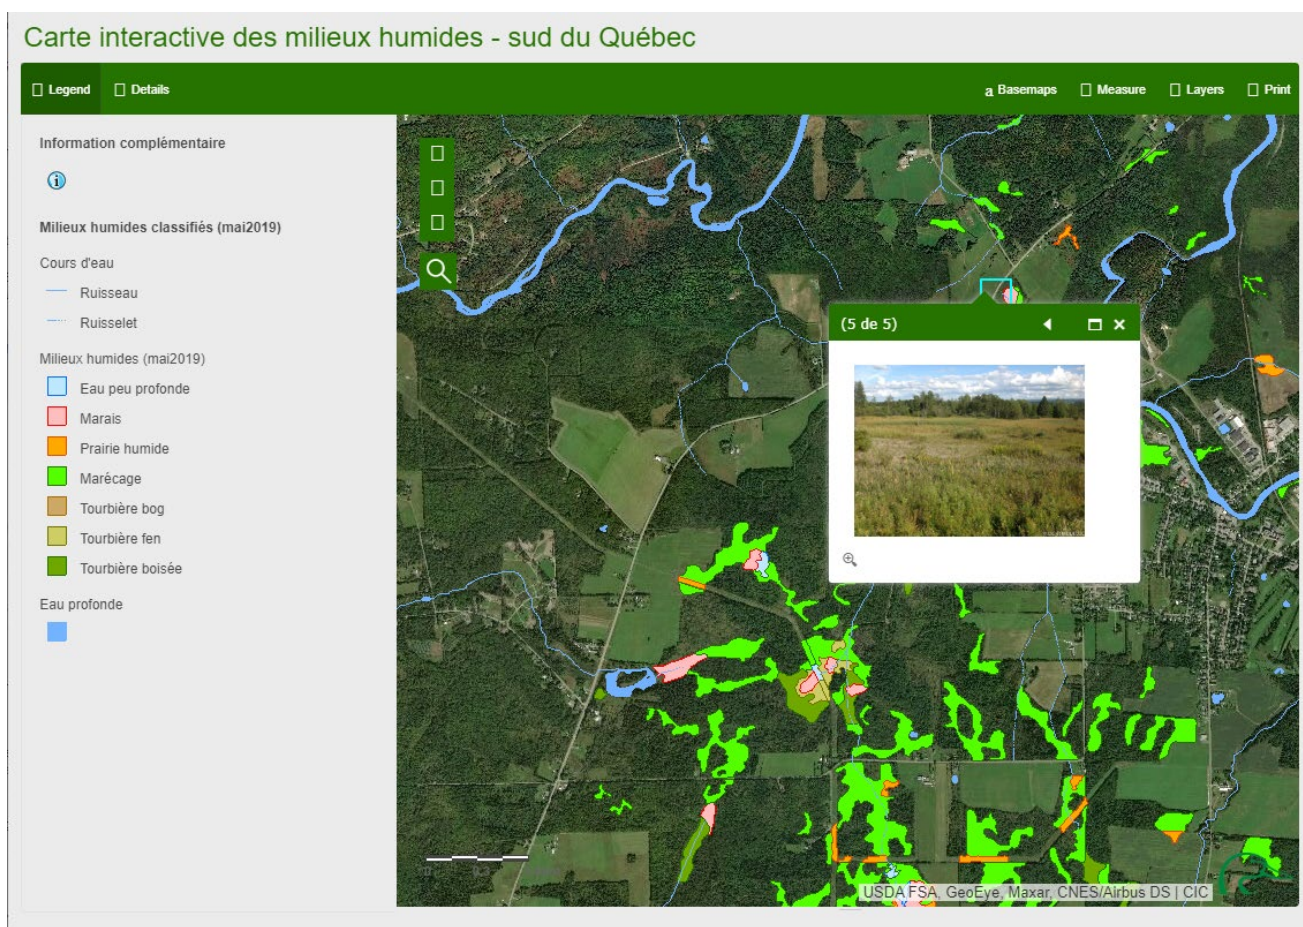 Carte interactive des milieux humides - sud du Québec
Legend Details a Basemaps Measure Layers Print
Information complémentaire
Milieux humides classifiés (mai2019)
Cours d'eau
Ruisseau
Ruisselet
Milieux humides (mai2019)
Eau peu profonde
Marais
Prairie humide
Marécage
Tourbière bog
Tourbière fen
Tourbière boisée
Eau profonde
(5 de 5)
USDA FSA, GeoEye, Maxar, CNES/Airbus DS | CIC